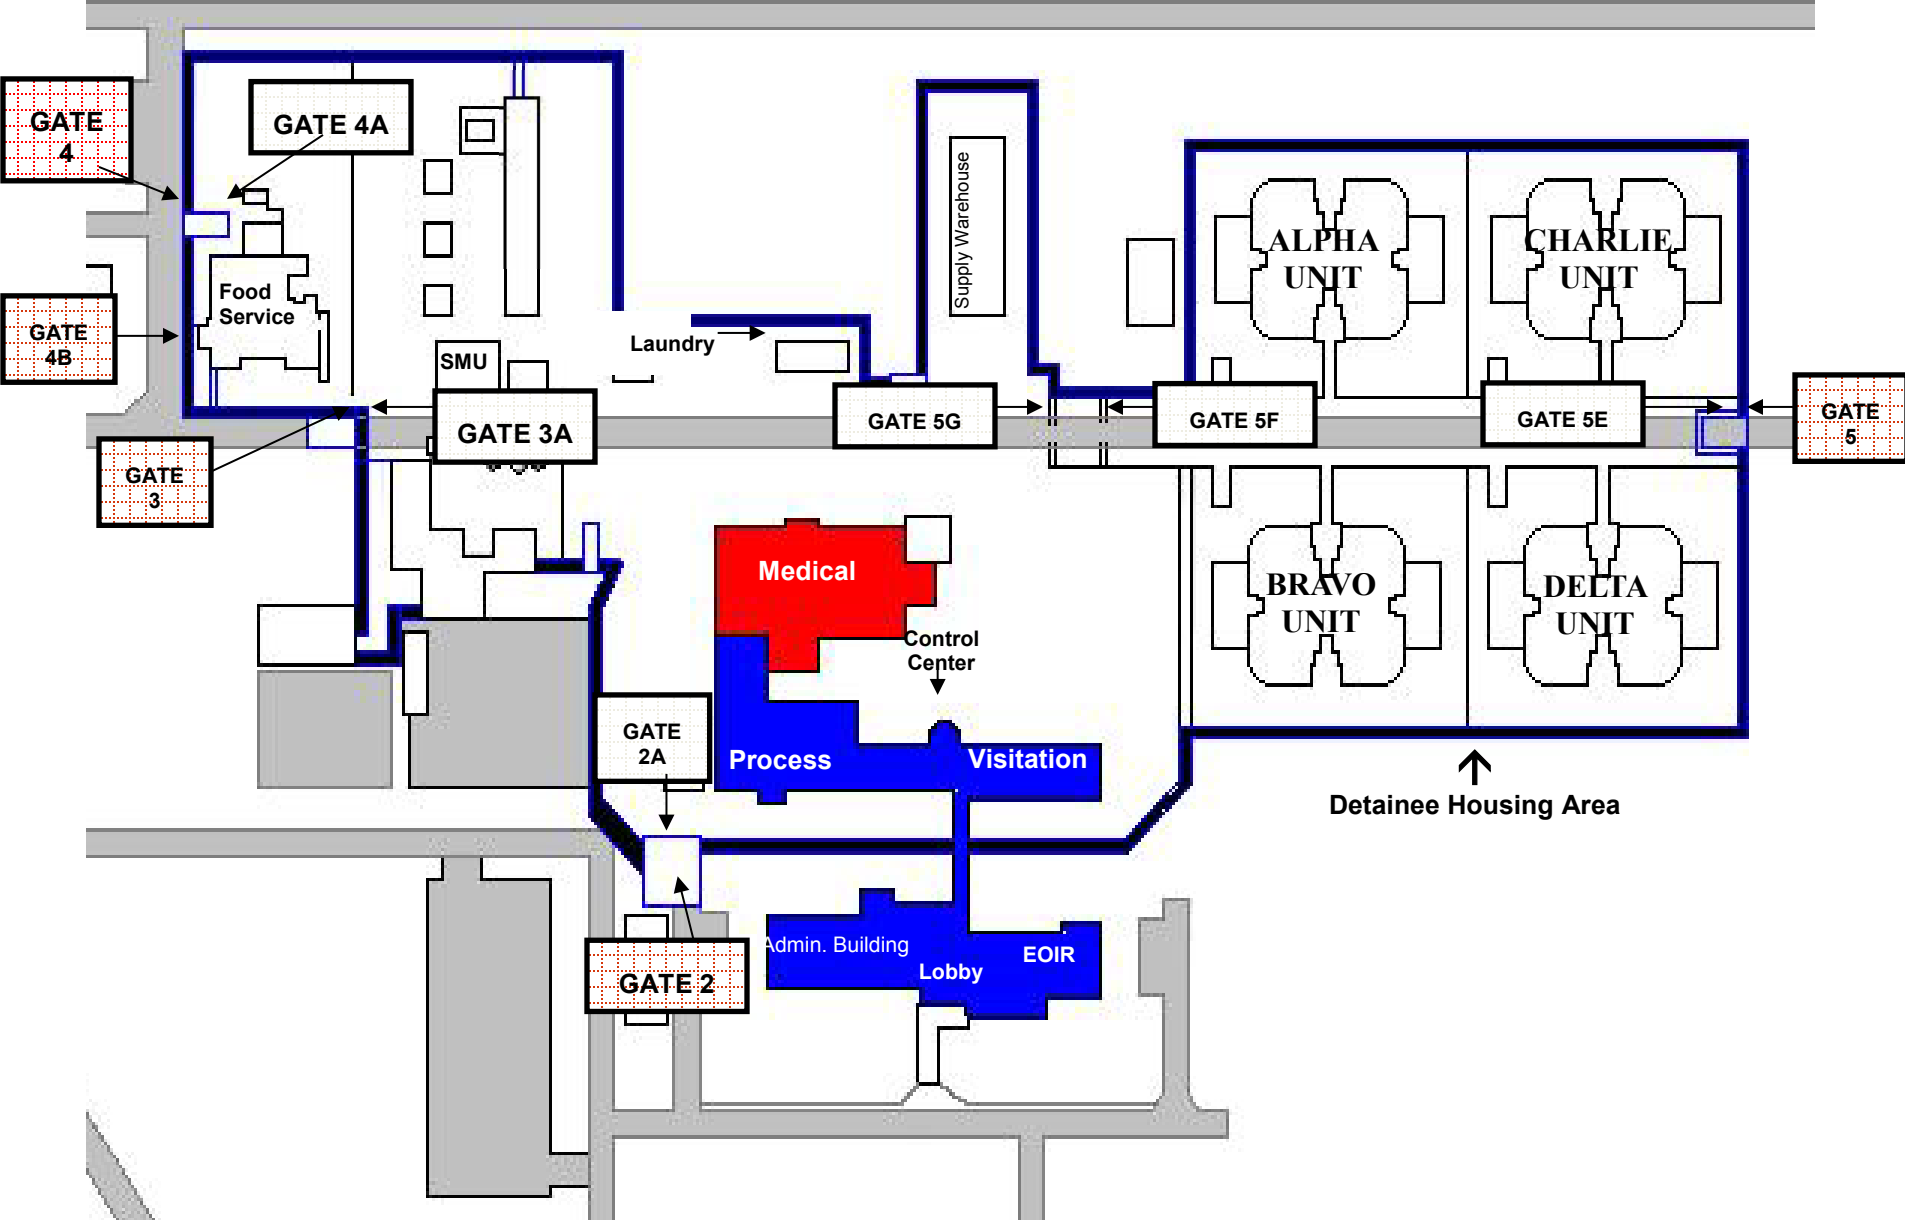 GATE
4
GATE 4A
Supply Warehouse
ALPHA
UNIT
CHARLIE
UNIT
Food
Service
GATE
4B
Laundry
SMU
GATE 3A
GATE 5G
GATE 5F
GATE 5E
GATE
5
GATE
3
Medical
BRAVO
UNIT
DELTA
UNIT
Control
Center
GATE
2A
Process
Visitation
Detainee Housing Area
Admin. Building
Lobby
EOIR
GATE 2